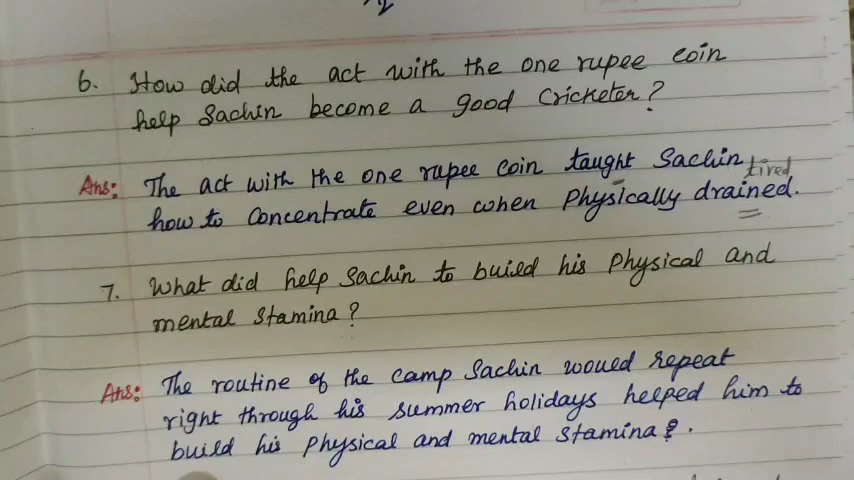 6. How did the act with the one rupee coin
help Sachin become a good Cricketer?
Ans: The act with the one rupee coin taught Sachin
tired
how to Concentrate even when Physically drained.
7. What did help Sachin to build his Physical and
mental Stamina?
Ans: The routine of the camp Sachin would repeat
right through his summer holidays helped him to
build his Physical and mental Stamina.